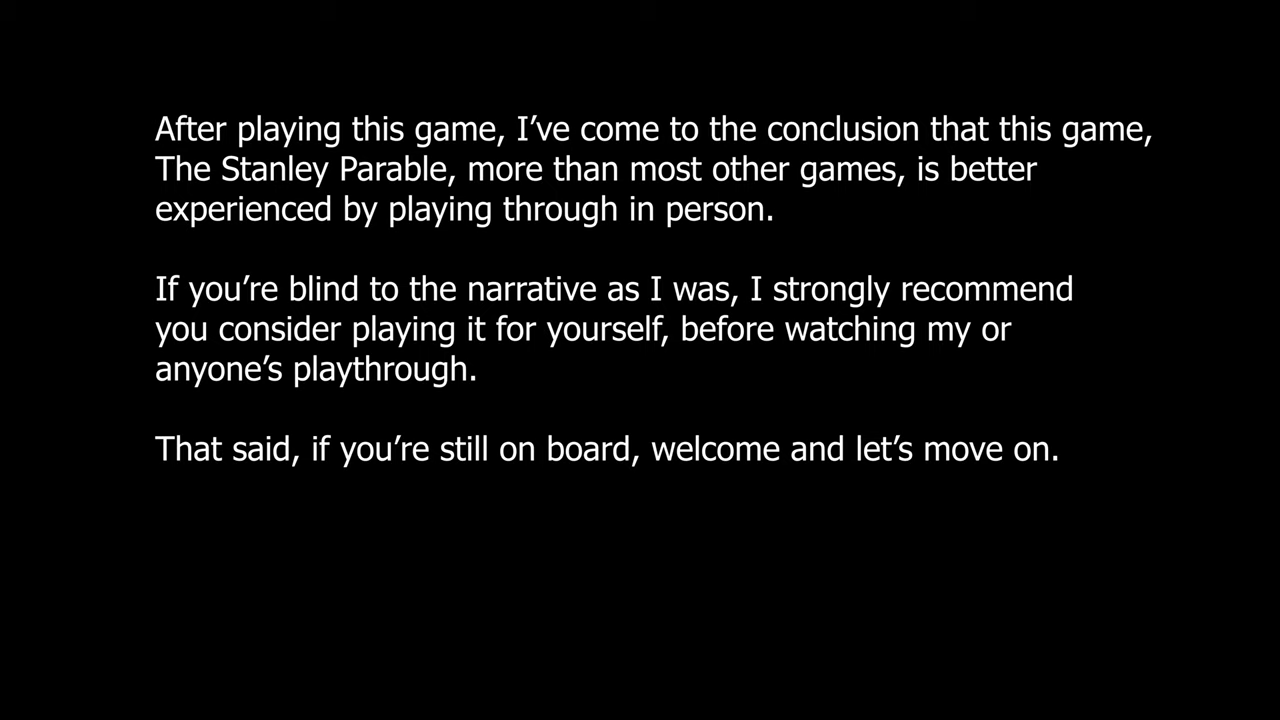 After playing this game, I’ve come to the conclusion that this game,
The Stanley Parable, more than most other games, is better
experienced by playing through in person.
If you’re blind to the narrative as I was, I strongly recommend
you consider playing it for yourself, before watching my or
anyone’s playthrough.
That said, if you’re still on board, welcome and let’s move on.